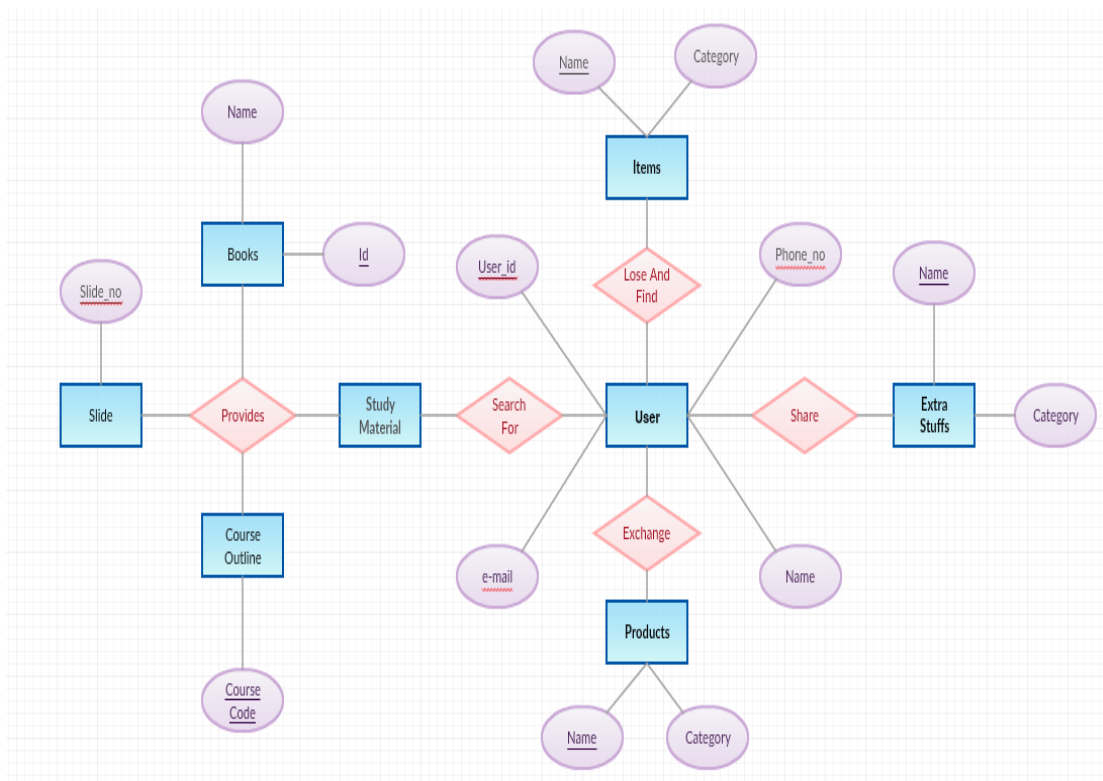 Name
Category
Name
Items
Books
Id
User_id
Phone_no
Name
Slide_no
Lose And
Find
Slide
Provides
Study
Material
Search
For
User
Share
Extra
Stuffs
Category
Course
Outline
Exchange
e-mail
Name
Products
Course
Code
Name
Category